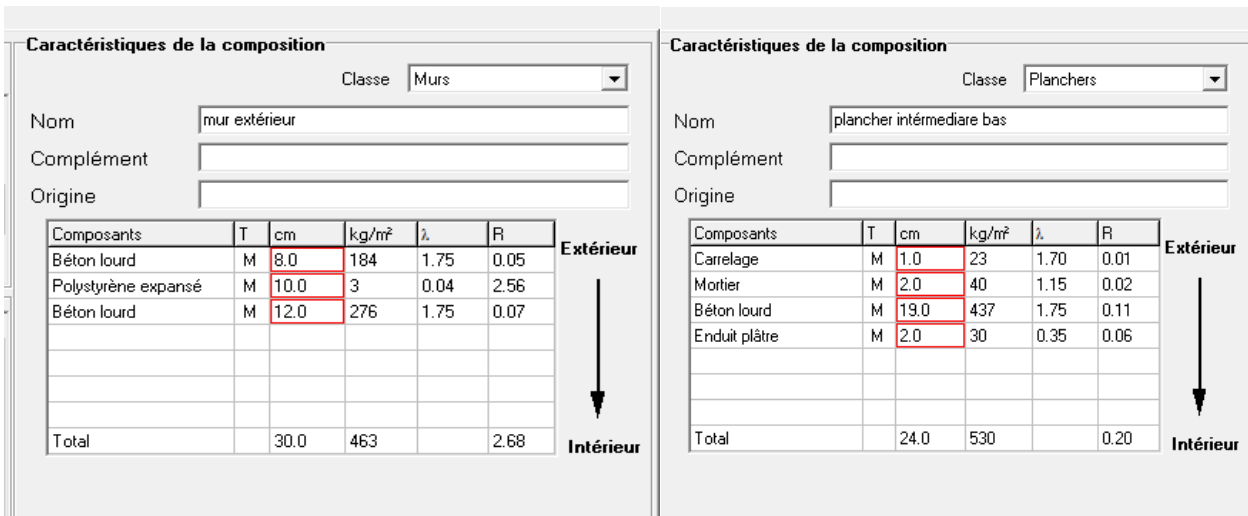 Caractéristiques de la composition
Classe Murs
Nom mur extérieur
Complément
Origine
Composants T cm kg/m² λ R
Béton lourd M 8.0 184 1.75 0.05
Polystyrène expansé M 10.0 3 0.04 2.56
Béton lourd M 12.0 276 1.75 0.07
Total 30.0 463 2.68
Extérieur
Intérieur
Caractéristiques de la composition
Classe Planchers
Nom plancher intérmediare bas
Complément
Origine
Composants T cm kg/m² λ R
Carrelage M 1.0 23 1.70 0.01
Mortier M 2.0 40 1.15 0.02
Béton lourd M 19.0 437 1.75 0.11
Enduit plâtre M 2.0 30 0.35 0.06
Total 24.0 530 0.20
Extérieur
Intérieur